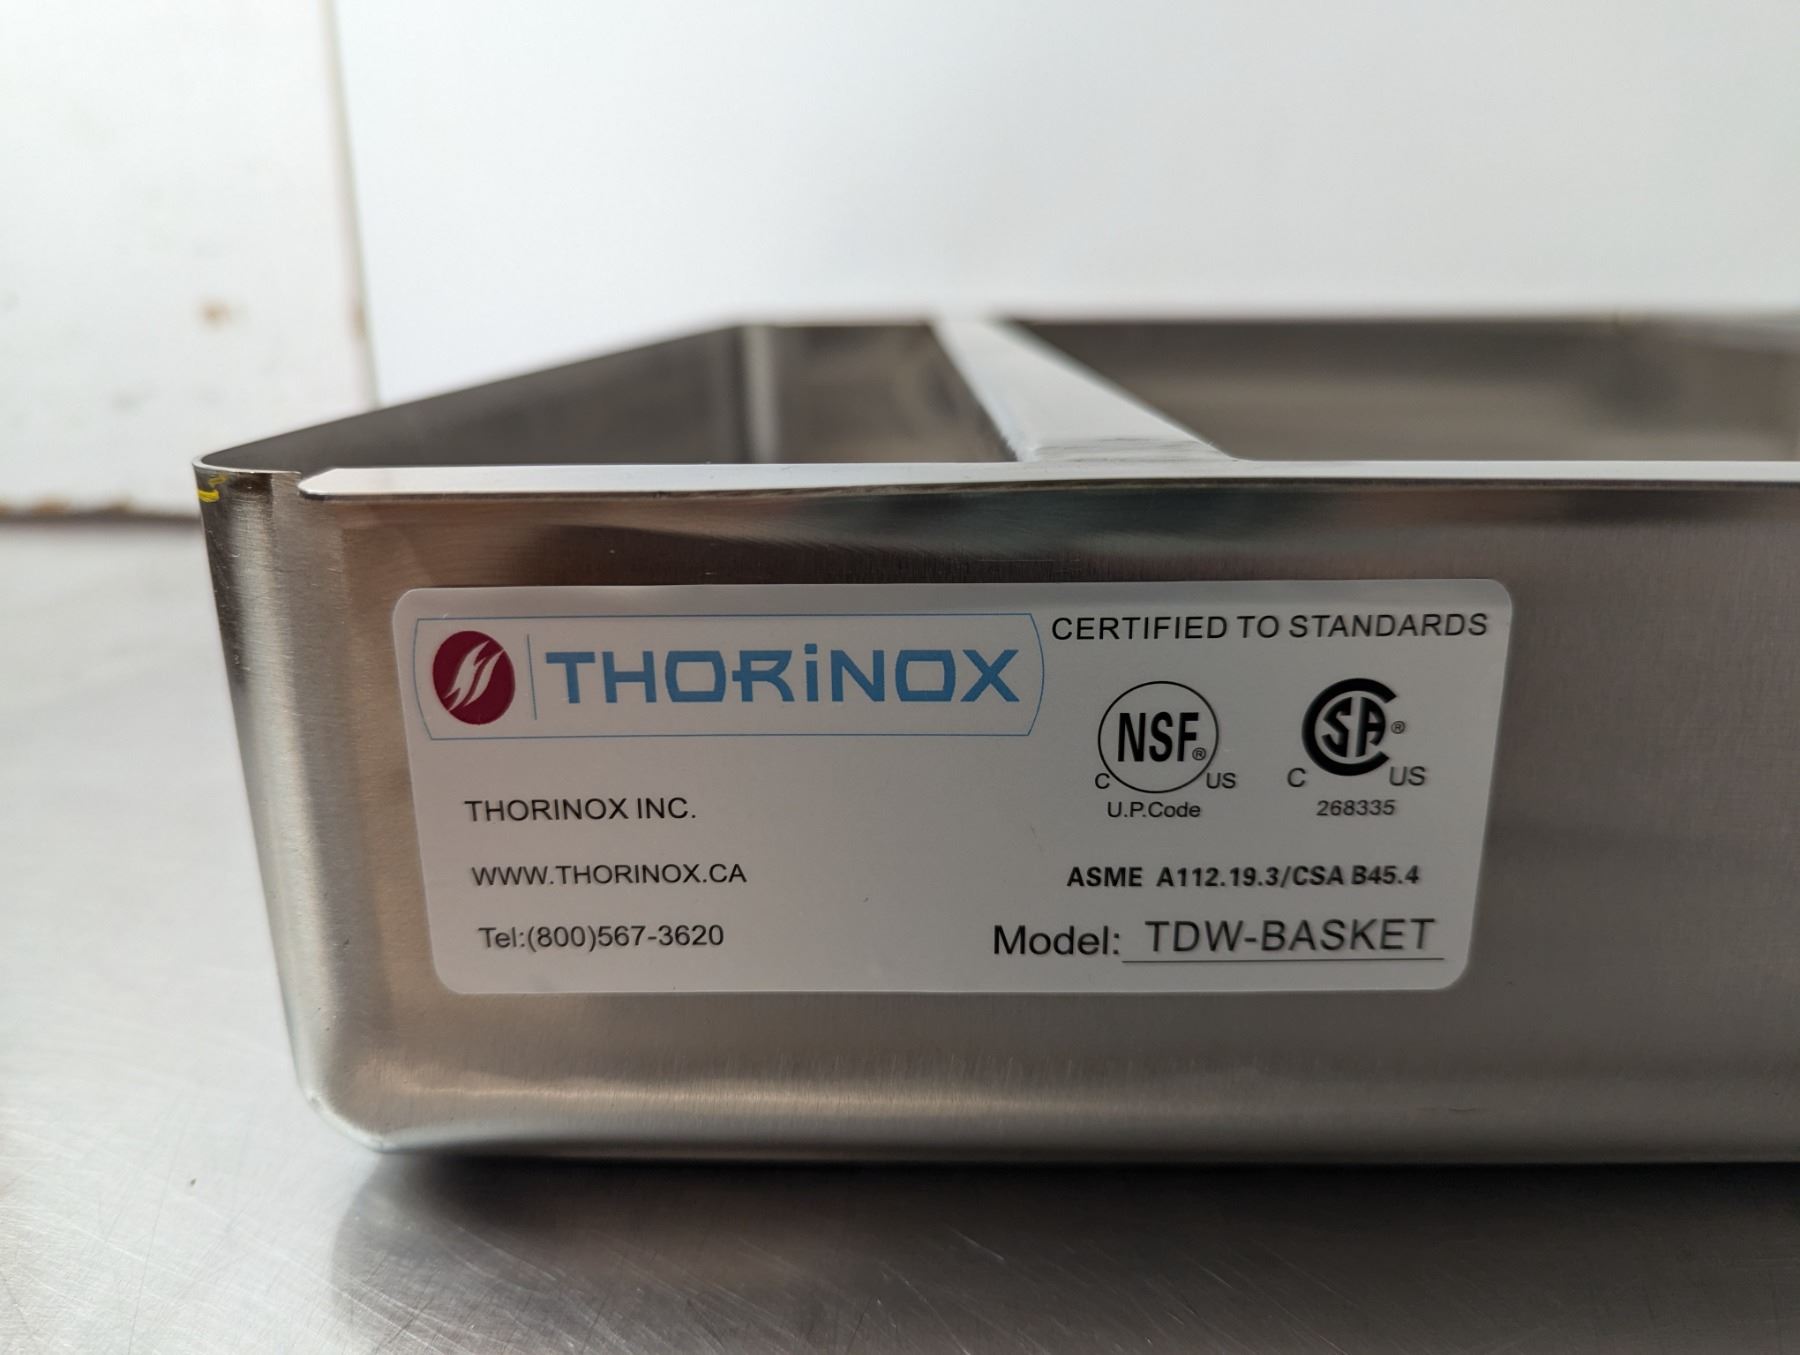 THORiNOX
CERTIFIED TO STANDARDS
NSF®
C US
U.P.Code
CSA®
C US
268335
THORINOX INC.
WWW.THORINOX.CA
Tel:(800)567-3620
ASME A112.19.3/CSA B45.4
Model: TDW-BASKET